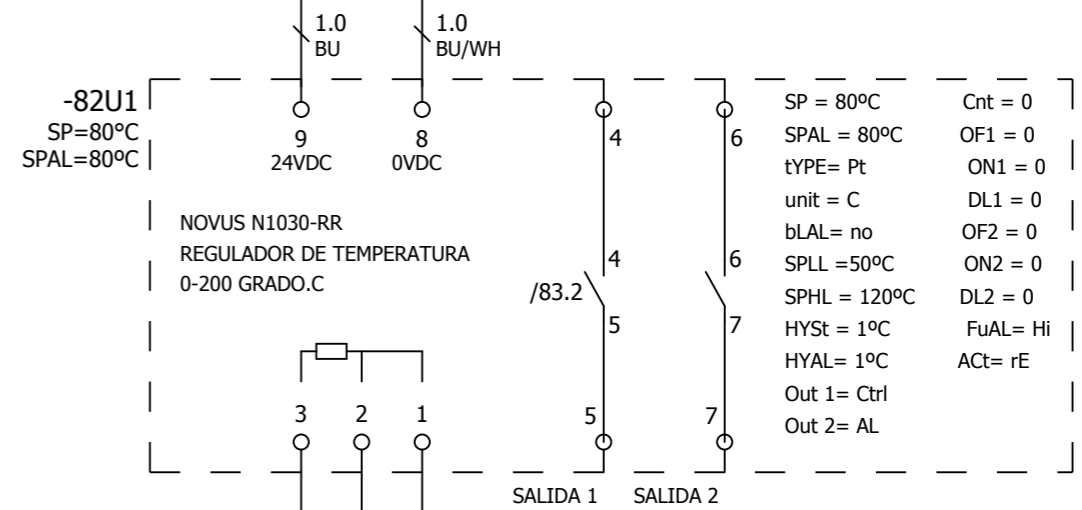 1.0
BU
1.0
BU/WH
-82U1
SP=80°C
SPAL=80ºC
9
24VDC
8
0VDC
4
6
NOVUS N1030-RR
REGULADOR DE TEMPERATURA
0-200 GRADO.C
4
/83.2
5
6
7
3
2
1
5
7
SALIDA 1
SALIDA 2
SP = 80ºC
SPAL = 80ºC
tYPE= Pt
unit = C
bLAL= no
SPLL =50ºC
SPHL = 120ºC
HYSt = 1ºC
HYAL= 1ºC
Out 1= Ctrl
Out 2= AL
Cnt = 0
OF1 = 0
ON1 = 0
DL1 = 0
OF2 = 0
ON2 = 0
DL2 = 0
FuAL= Hi
ACt= rE